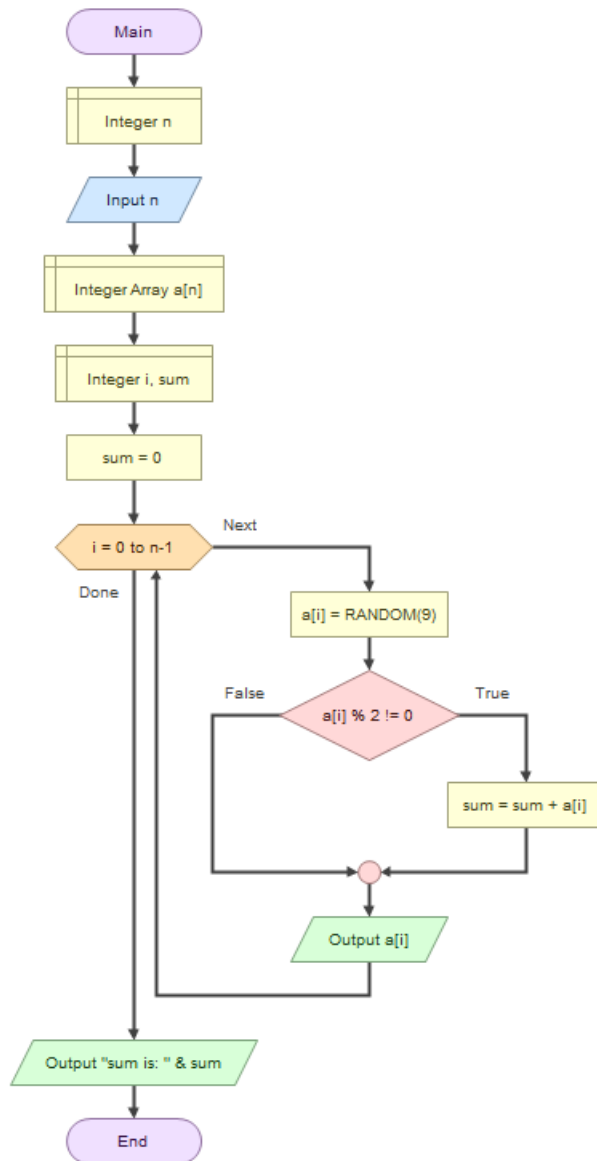 Main
Integer n
Input n
Integer Array a[n]
Integer i, sum
sum = 0
i = 0 to n-1
Next
Done
a[i] = RANDOM(9)
False
a[i] % 2 != 0
True
sum = sum + a[i]
Output a[i]
Output "sum is: " & sum
End